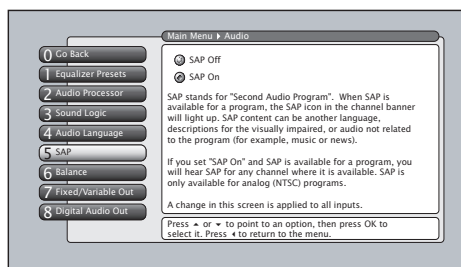 Main Menu ▸ Audio
0 Go Back
1 Equalizer Presets
2 Audio Processor
3 Sound Logic
4 Audio Language
5 SAP
6 Balance
7 Fixed/Variable Out
8 Digital Audio Out
SAP Off
SAP On
SAP stands for "Second Audio Program". When SAP is
available for a program, the SAP icon in the channel banner
will light up. SAP content can be another language,
descriptions for the visually impaired, or audio not related
to the program (for example, music or news).
If you set "SAP On" and SAP is available for a program, you
will hear SAP for any channel where it is available. SAP is
only available for analog (NTSC) programs.
A change in this screen is applied to all inputs.
Press ▲ or ▼ to point to an option, then press OK to
select it. Press ◀ to return to the menu.